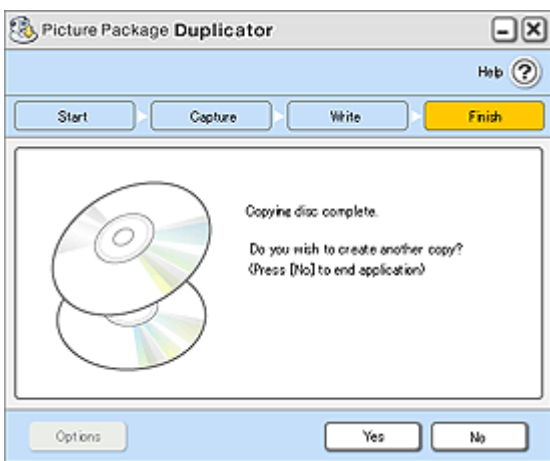 Picture Package Duplicator
Help ?
Start Capture Write Finish
Copying disc complete.
Do you wish to create another copy?
(Press [No] to end application)
Options Yes No